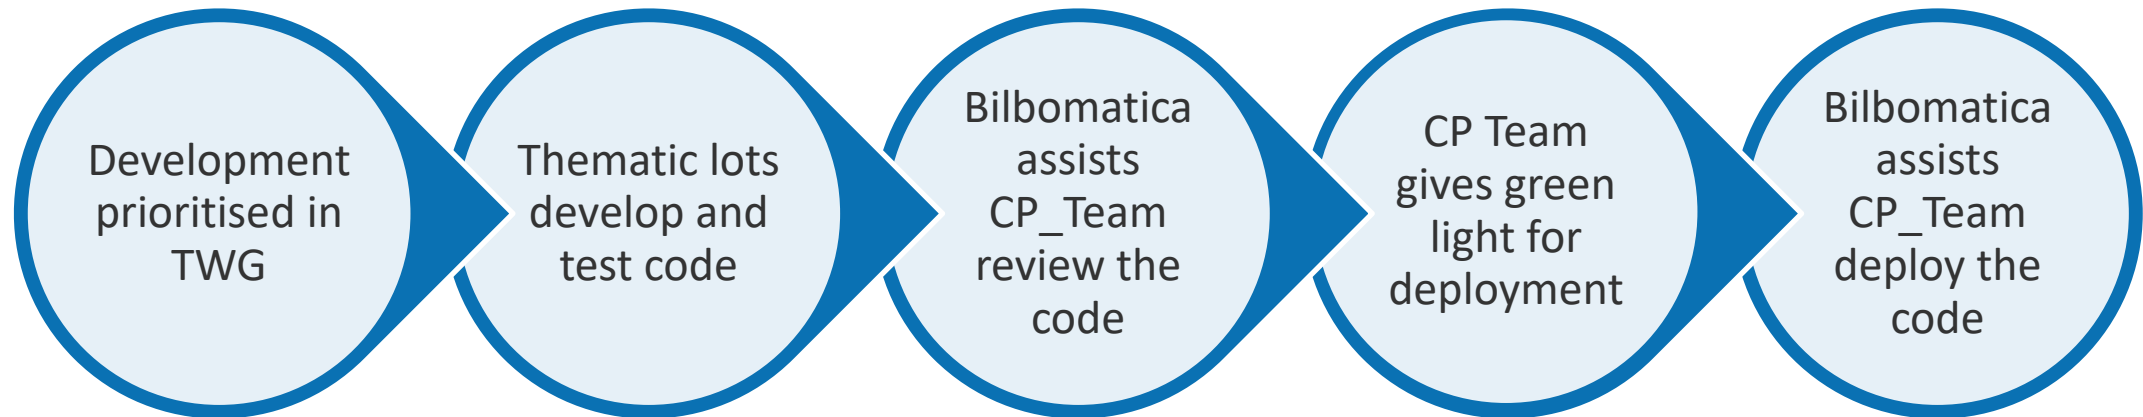 Development
prioritised in
TWG
Thematic lots
develop and
test code
Bilbomatica
assists
CP_Team
review the
code
CP Team
gives green
light for
deployment
Bilbomatica
assists
CP_Team
deploy the
code